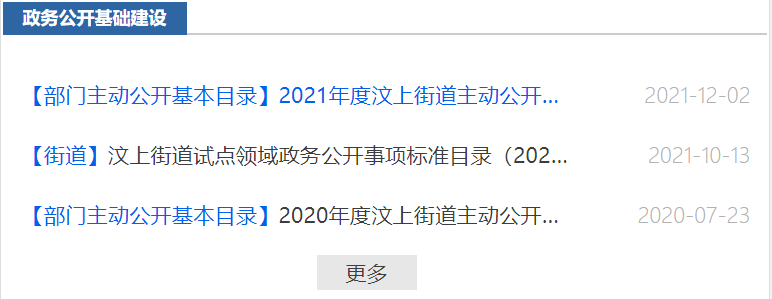 政务公开基础建设
【部门主动公开基本目录】2021年度汶上街道主动公开... 2021-12-02
【街道】汶上街道试点领域政务公开事项标准目录（202... 2021-10-13
【部门主动公开基本目录】2020年度汶上街道主动公开... 2020-07-23
更多